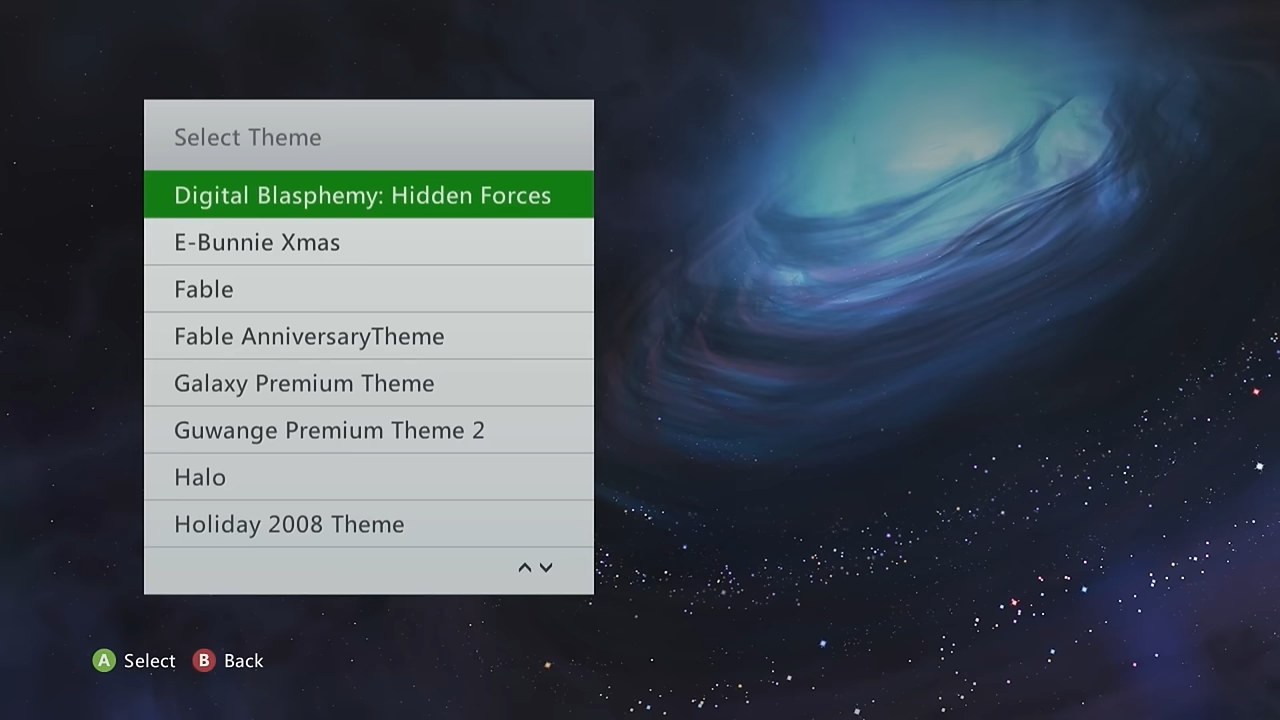 Select Theme
Digital Blasphemy: Hidden Forces
E-Bunnie Xmas
Fable
Fable AnniversaryTheme
Galaxy Premium Theme
Guwange Premium Theme 2
Halo
Holiday 2008 Theme
A Select B Back